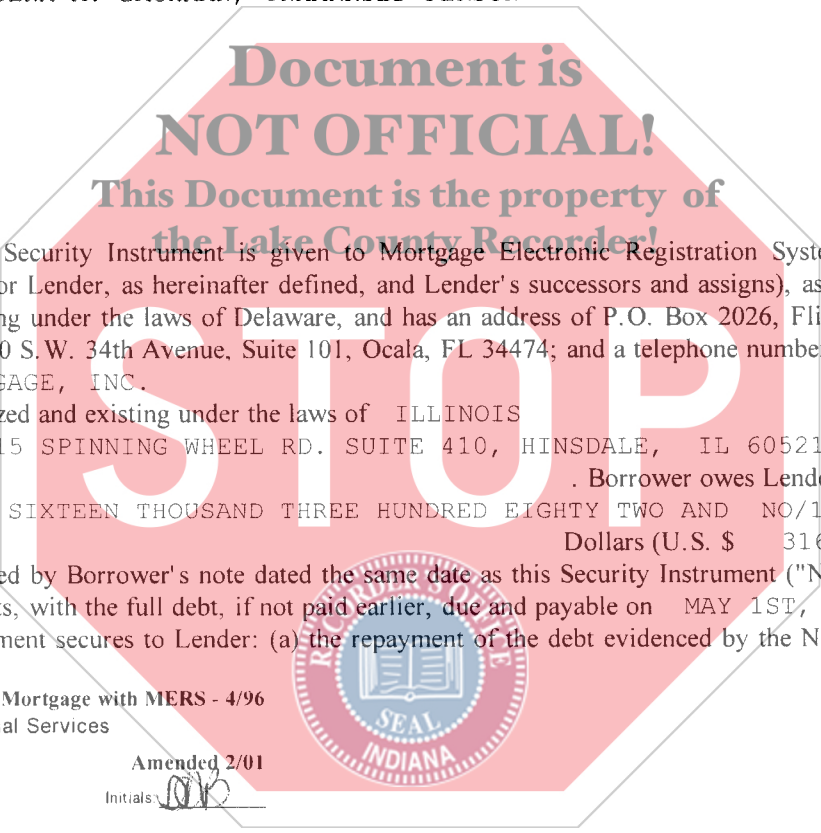 Document is
NOT OFFICIAL!
This Document is the property of
the Lake County Recorder!
Security Instrument is given to Mortgage Electronic Registration Syste
or Lender, as hereinafter defined, and Lender's successors and assigns), as
ng under the laws of Delaware, and has an address of P.O. Box 2026, Fli
0 S.W. 34th Avenue, Suite 101, Ocala, FL 34474; and a telephone number
GAGE, INC.
zed and existing under the laws of ILLINOIS
15 SPINNING WHEEL RD. SUITE 410, HINSDALE, IL 60521
. Borrower owes Lende
SIXTEEN THOUSAND THREE HUNDRED EIGHTY TWO AND NO/1
Dollars (U.S. $ 316
ed by Borrower's note dated the same date as this Security Instrument ("N
ts, with the full debt, if not paid earlier, due and payable on MAY 1ST,
ment secures to Lender: (a) the repayment of the debt evidenced by the N
STOP
RECORDER'S OFFICE
SEAL
INDIANA
Mortgage with MERS - 4/96
al Services
Amended 2/01
Initials: